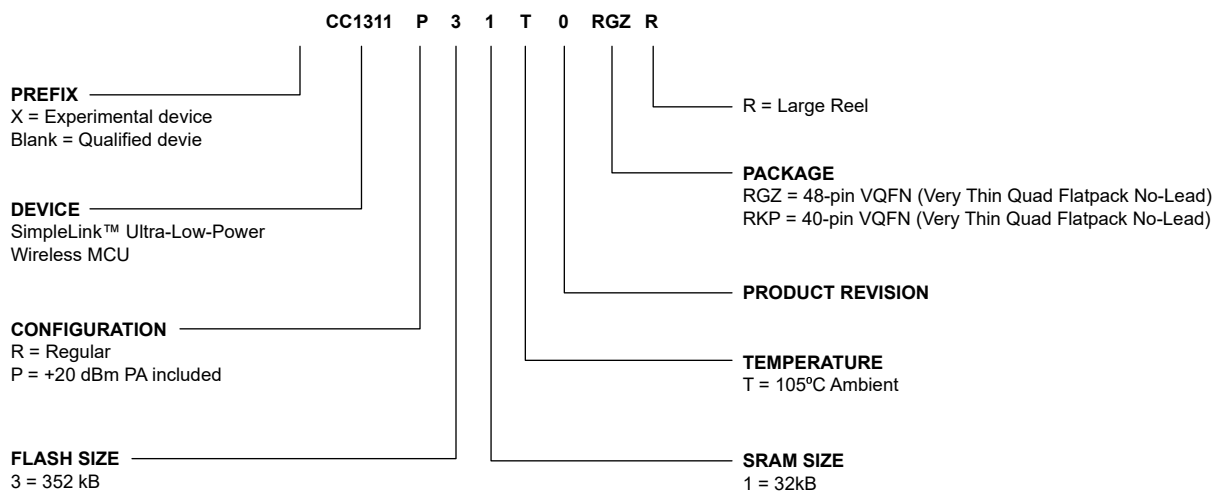 CC1311 P 3 1 T 0 RGZ R
PREFIX
X = Experimental device
Blank = Qualified devie
DEVICE
SimpleLink™ Ultra-Low-Power
Wireless MCU
CONFIGURATION
R = Regular
P = +20 dBm PA included
FLASH SIZE
3 = 352 kB
R = Large Reel
PACKAGE
RGZ = 48-pin VQFN (Very Thin Quad Flatpack No-Lead)
RKP = 40-pin VQFN (Very Thin Quad Flatpack No-Lead)
PRODUCT REVISION
TEMPERATURE
T = 105ºC Ambient
SRAM SIZE
1 = 32kB